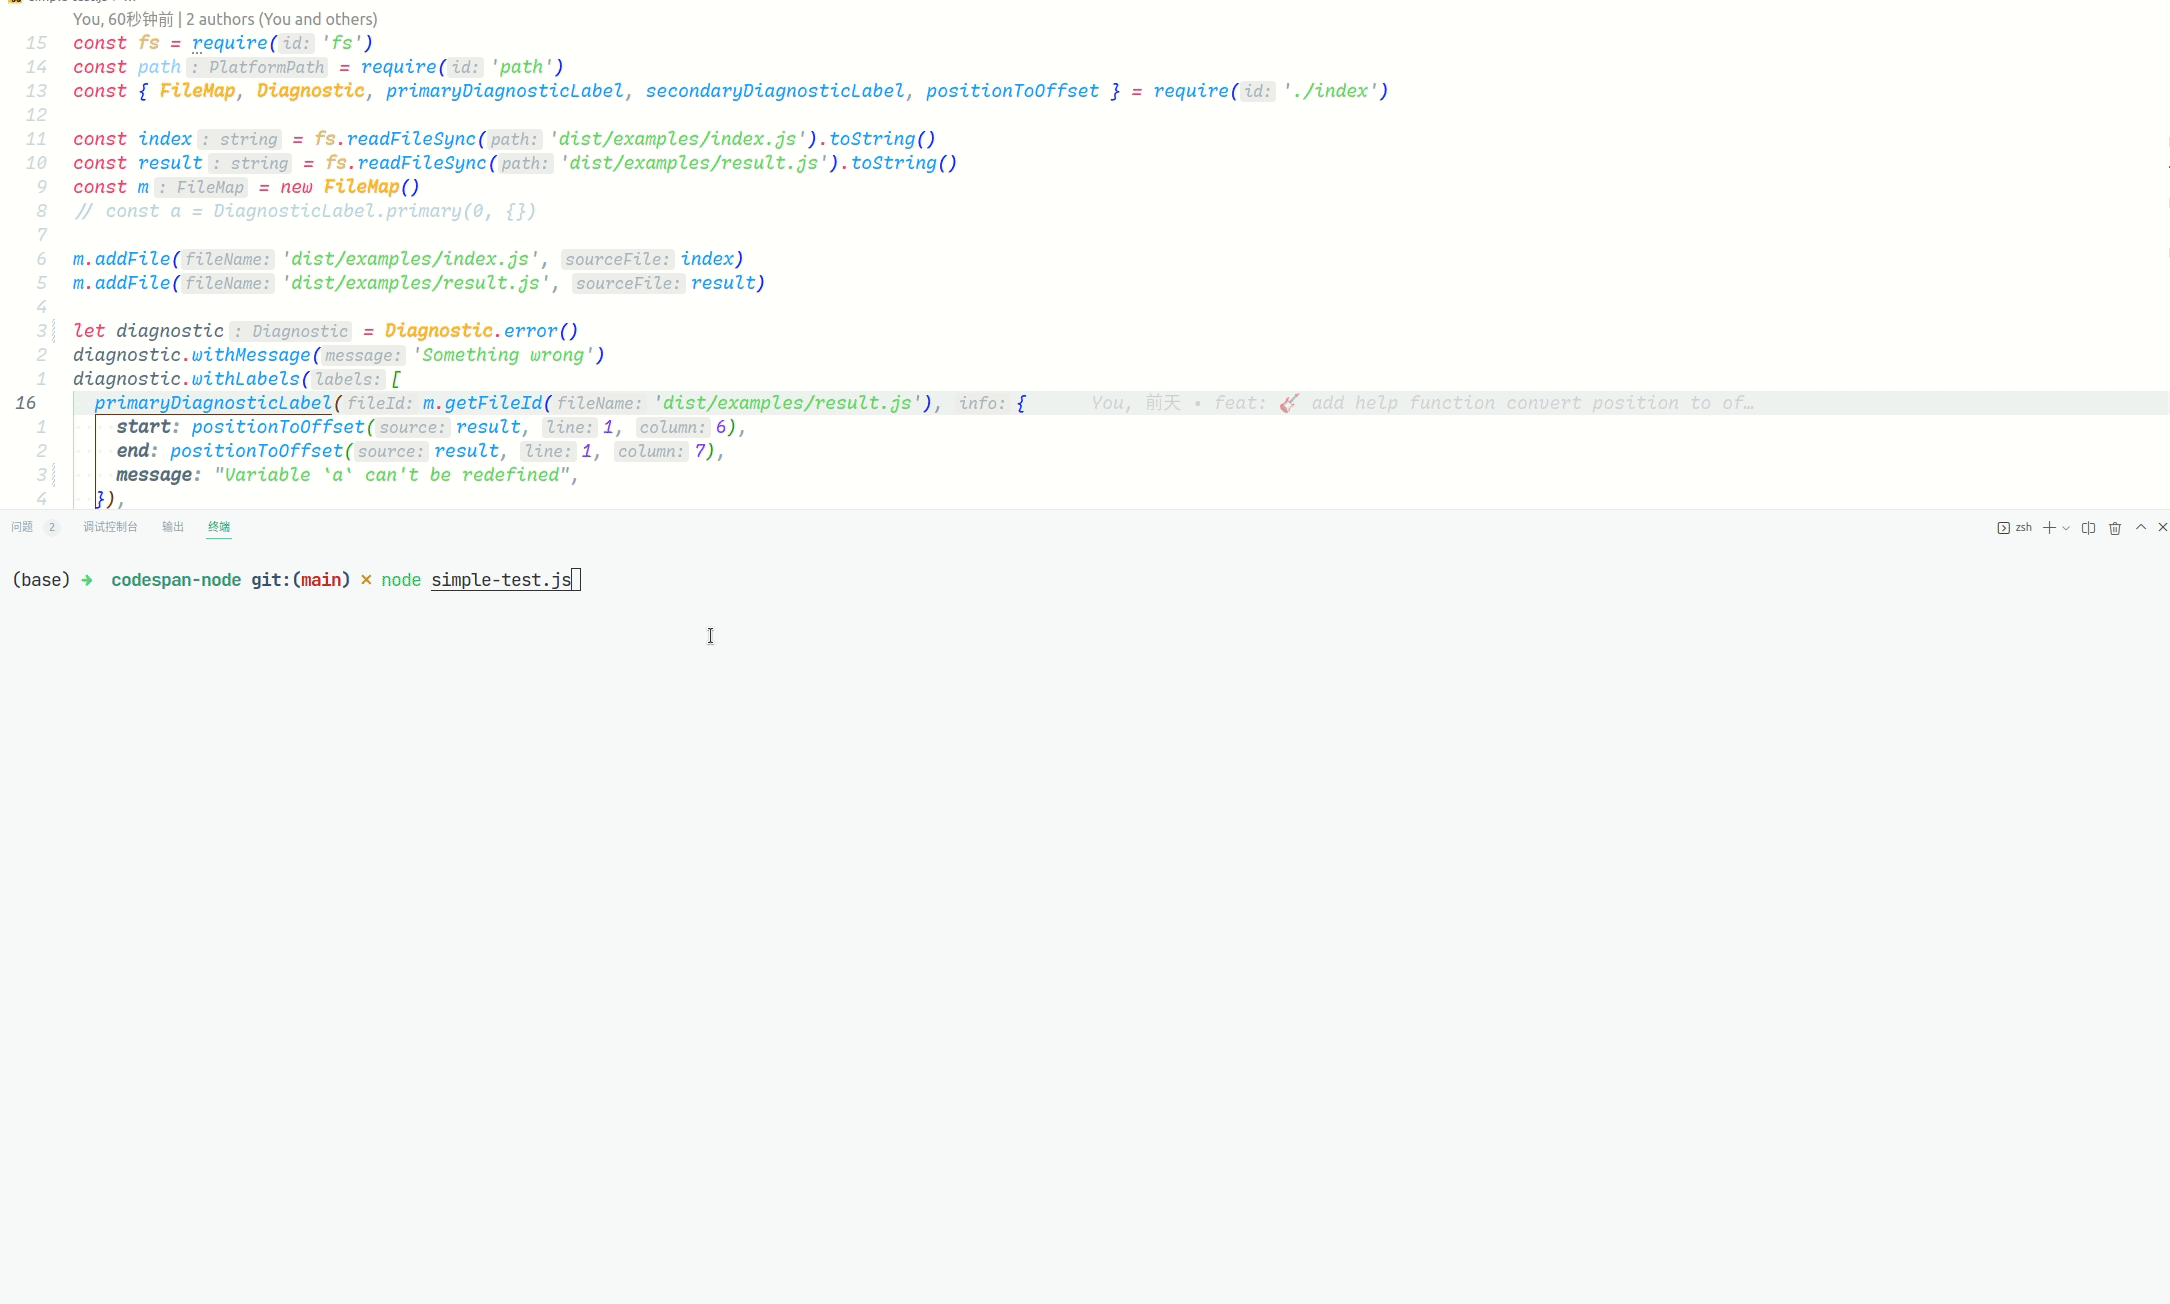 You, 60秒钟前 | 2 authors (You and others)
15 const fs = require( id: 'fs')
14 const path : PlatformPath = require( id: 'path')
13 const { FileMap, Diagnostic, primaryDiagnosticLabel, secondaryDiagnosticLabel, positionToOffset } = require( id: './index')
12
11 const index : string = fs.readFileSync( path: 'dist/examples/index.js').toString()
10 const result : string = fs.readFileSync( path: 'dist/examples/result.js').toString()
9 const m : FileMap = new FileMap()
8 // const a = DiagnosticLabel.primary(0, {})
7
6 m.addFile( fileName: 'dist/examples/index.js', sourceFile: index)
5 m.addFile( fileName: 'dist/examples/result.js', sourceFile: result)
4
3 let diagnostic : Diagnostic = Diagnostic.error()
2 diagnostic.withMessage( message: 'Something wrong')
1 diagnostic.withLabels( labels: [
16 primaryDiagnosticLabel( fileId: m.getFileId( fileName: 'dist/examples/result.js'), info: { You, 前天 • feat: 🎸 add help function convert position to of…
1 start: positionToOffset( source: result, line: 1, column: 6),
2 end: positionToOffset( source: result, line: 1, column: 7),
3 message: "Variable `a` can't be redefined",
4 }),
问题 2 调试控制台 输出 终端 zsh
(base) ➜ codespan-node git:(main) ✗ node simple-test.js